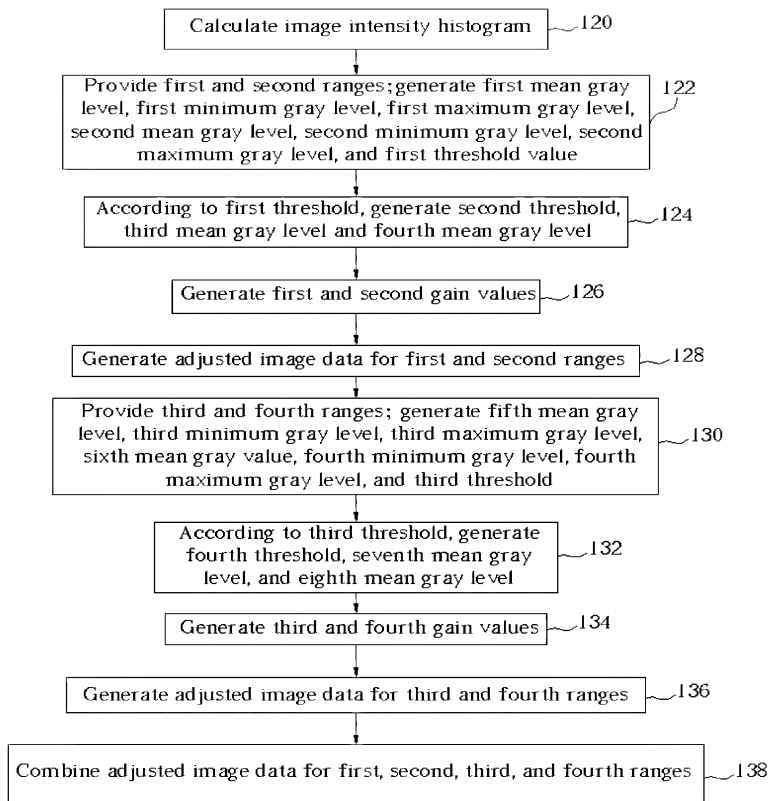 Calculate image intensity histogram
120
Provide first and second ranges;generate first mean gray
level, first minimum gray level, first maximum gray level,
second mean gray level, second minimum gray level, second
maximum gray level, and first threshold value
122
According to first threshold, generate second threshold,
third mean gray level and fourth mean gray level
124
Generate first and second gain values
126
Generate adjusted image data for first and second ranges
128
Provide third and fourth ranges; generate fifth mean gray
level, third minimum gray level, third maximum gray level,
sixth mean gray value, fourth minimum gray level, fourth
maximum gray level, and third threshold
130
According to third threshold, generate
fourth threshold, seventh mean gray
level, and eighth mean gray level
132
Generate third and fourth gain values
134
Generate adjusted image data for third and fourth ranges
136
Combine adjusted image data for first, second, third, and fourth ranges
138